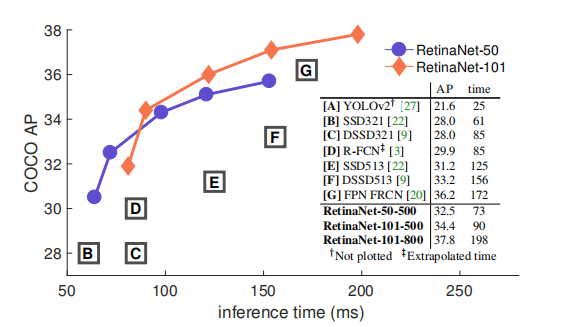 38
36
34
32
30
28
COCO AP
50
100
150
200
250
inference time (ms)
B
C
D
E
F
G
RetinaNet-50
RetinaNet-101
AP time
[A] YOLOv2† [27] 21.6 25
[B] SSD321 [22] 28.0 61
[C] DSSD321 [9] 28.0 85
[D] R-FCN‡ [3] 29.9 85
[E] SSD513 [22] 31.2 125
[F] DSSD513 [9] 33.2 156
[G] FPN FRCN [20] 36.2 172
RetinaNet-50-500 32.5 73
RetinaNet-101-500 34.4 90
RetinaNet-101-800 37.8 198
†Not plotted ‡Extrapolated time